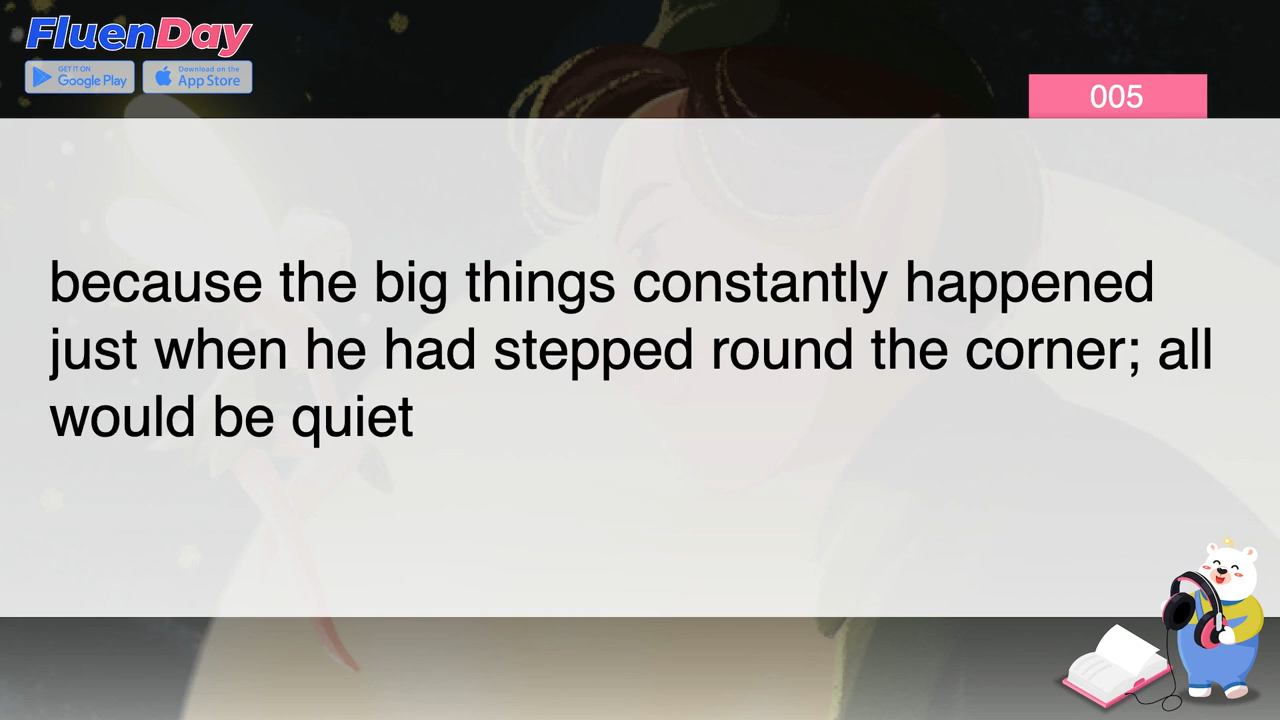 FluenDay
GET IT ON
Google Play
Download on the
App Store
005
because the big things constantly happened
just when he had stepped round the corner; all
would be quiet